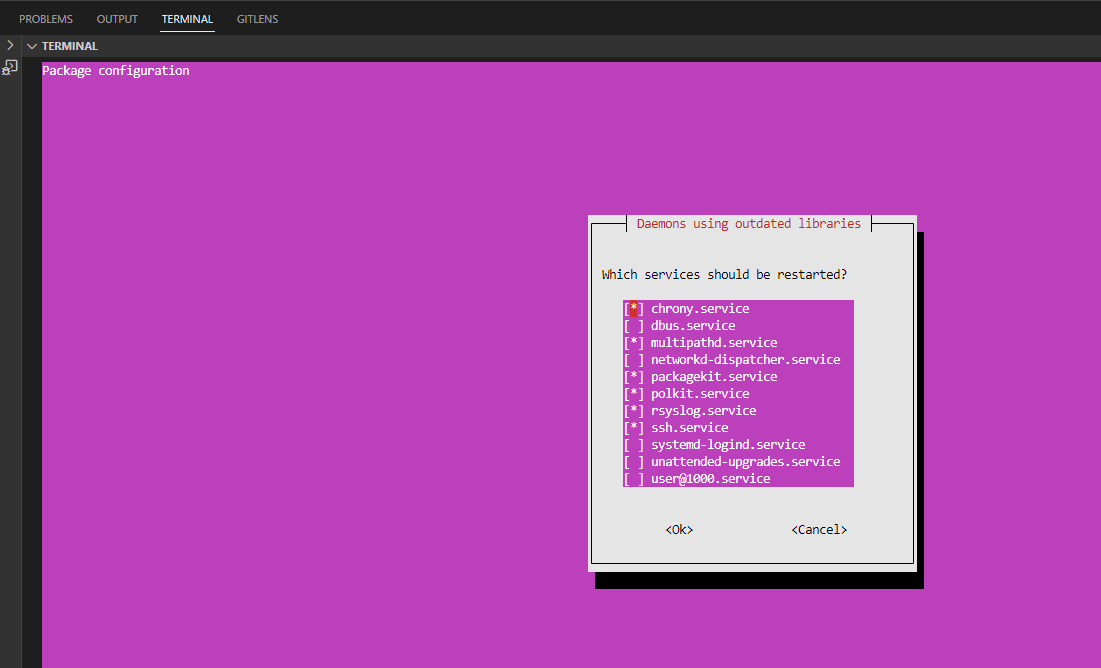 PROBLEMS OUTPUT TERMINAL GITLENS
TERMINAL
Package configuration
Daemons using outdated libraries
Which services should be restarted?
[*] chrony.service
[ ] dbus.service
[*] multipathd.service
[ ] networkd-dispatcher.service
[*] packagekit.service
[*] polkit.service
[*] rsyslog.service
[*] ssh.service
[ ] systemd-logind.service
[ ] unattended-upgrades.service
[ ] user@1000.service
<Ok> <Cancel>